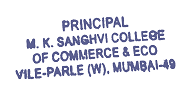 PRINCIPAL
M. K. SANGHVI COLLEGE
OF COMMERCE & ECO
VILE-PARLE (W), MUMBAI-49